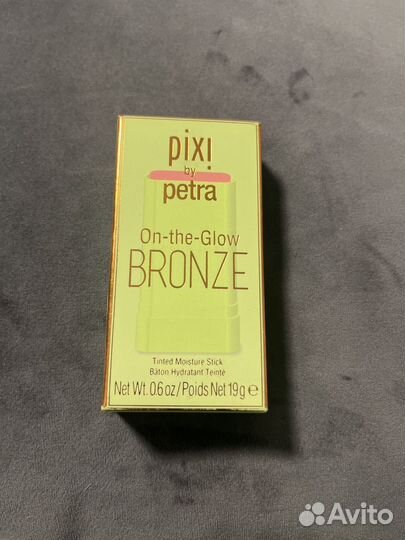 pixi
by
petra
On-the-Glow
BRONZE
Tinted Moisture Stick
Bâton Hydratant Teinté
Net Wt. 0.6 oz/Poids Net 19 g e
Avito